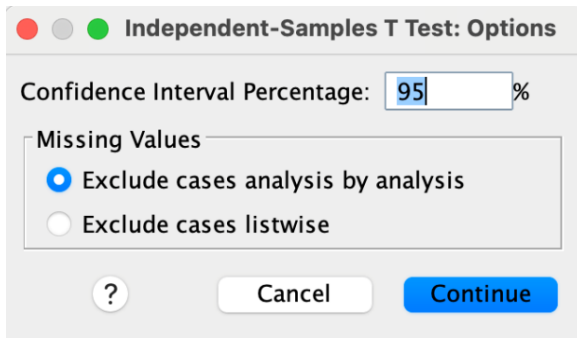 Independent-Samples T Test: Options
Confidence Interval Percentage: 95 %
Missing Values
Exclude cases analysis by analysis
Exclude cases listwise
? Cancel Continue